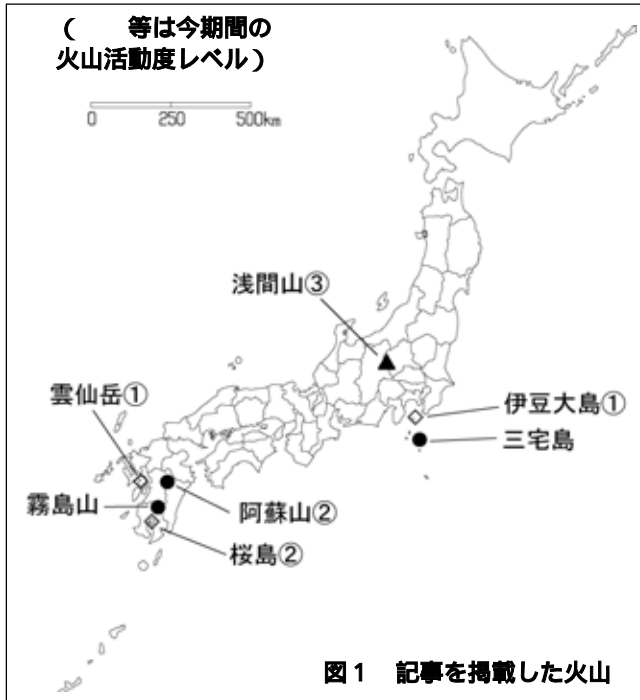 (　　等は今期間の
火山活動度レベル)
0 250 500km
浅間山③
雲仙岳①
伊豆大島①
三宅島
霧島山
阿蘇山②
桜島②
図1　記事を掲載した火山